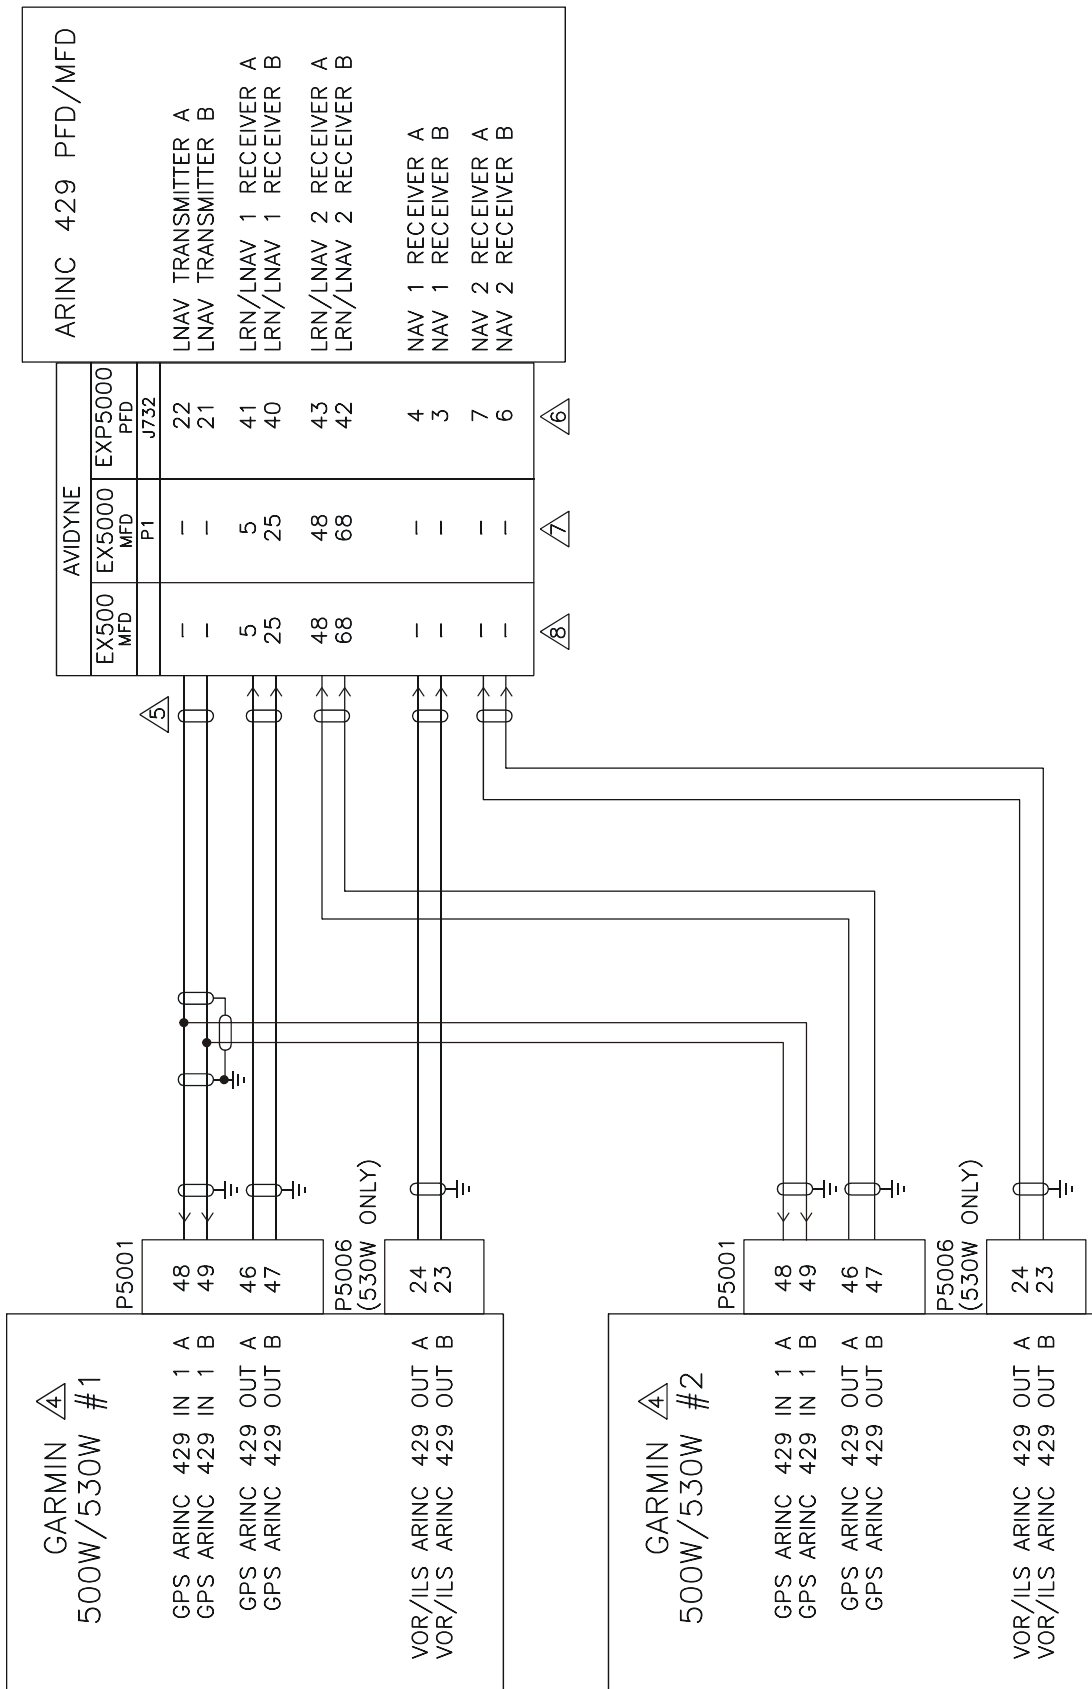 GARMIN 4
500W/530W #1
P5001
GPS ARINC 429 IN 1 A 48
GPS ARINC 429 IN 1 B 49
GPS ARINC 429 OUT A 46
GPS ARINC 429 OUT B 47
P5006
(530W ONLY)
VOR/ILS ARINC 429 OUT A 24
VOR/ILS ARINC 429 OUT B 23
GARMIN 4
500W/530W #2
P5001
GPS ARINC 429 IN 1 A 48
GPS ARINC 429 IN 1 B 49
GPS ARINC 429 OUT A 46
GPS ARINC 429 OUT B 47
P5006
(530W ONLY)
VOR/ILS ARINC 429 OUT A 24
VOR/ILS ARINC 429 OUT B 23
5
AVIDYNE
EX500 EX5000 EXP5000
MFD MFD PFD
P1 J732
ARINC 429 PFD/MFD
– – 22 LNAV TRANSMITTER A
– – 21 LNAV TRANSMITTER B
5 5 41 LRN/LNAV 1 RECEIVER A
25 25 40 LRN/LNAV 1 RECEIVER B
48 48 43 LRN/LNAV 2 RECEIVER A
68 68 42 LRN/LNAV 2 RECEIVER B
– – 4 NAV 1 RECEIVER A
– – 3 NAV 1 RECEIVER B
– – 7 NAV 2 RECEIVER A
– – 6 NAV 2 RECEIVER B
8 7 6